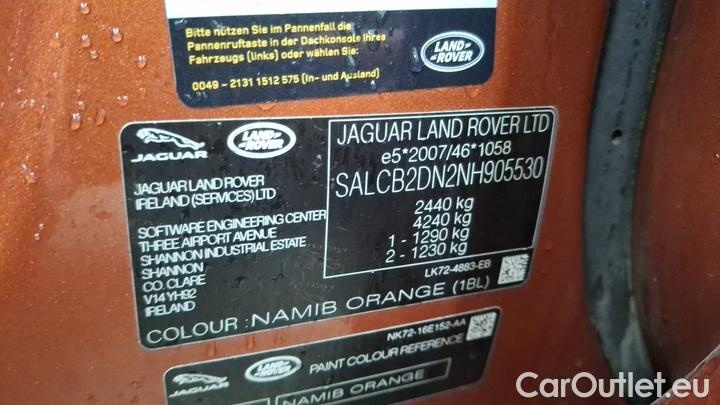 Bitte nutzen Sie im Pannenfall die
Pannenruftaste in der Dachkonsole Ihres
Fahrzeugs (links) oder wählen Sie:
0049 - 2131 1512 575 (In- und Ausland)
LAND-
ROVER
JAGUAR
LAND-
ROVER
JAGUAR LAND ROVER LTD
e5*2007/46*1058
SALCB2DN2NH905530
2440 kg
4240 kg
1 - 1290 kg
2 - 1230 kg
LK72-4883-EB
JAGUAR LAND ROVER
IRELAND (SERVICES) LTD
SOFTWARE ENGINEERING CENTER
THREE AIRPORT AVENUE
SHANNON INDUSTRIAL ESTATE
SHANNON
CO. CLARE
V14 YH92
IRELAND
COLOUR : NAMIB ORANGE (1BL)
NK72-16E152-AA
JAGUAR
LAND-
ROVER
PAINT COLOUR REFERENCE
NAMIB ORANGE
CarOutlet.eu